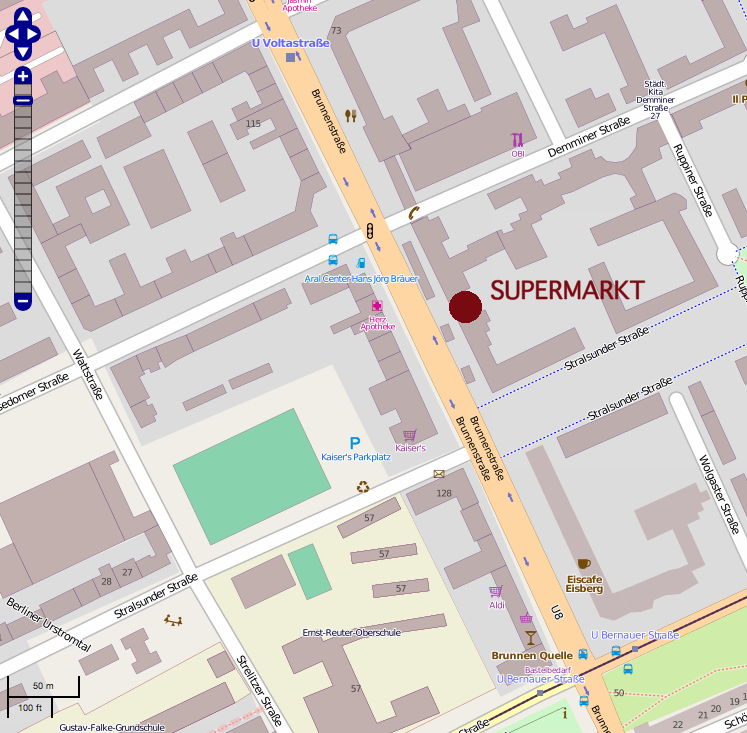 Jasmin
Apotheke
73
U Voltastraße
Städt.
Kita
Demminer
Straße
27
Brunnenstraße
115
OBI
Demminer Straße
Ruppiner Straße
Aral Center Hans Jörg Bräuer
SUPERMARKT
Herz
Apotheke
Stralsunder Straße
Wattstraße
Stralsunder Straße
Kaiser's
P
Kaiser's Parkplatz
Brunnenstraße
Brunnenstraße
Wolgaster Straße
128
57
57
57
28
27
Stralsunder Straße
Eiscafe
Eisberg
Aldi
U8
Berliner Urstromtal
Ernst-Reuter-Oberschule
U Bernauer Straße
Brunnen Quelle
Bastelbedarf
U Bernauer Straße
Strelitzer Straße
57
50
50 m
100 ft
Gustav-Falke-Grundschule
Straße
22
21
20
19